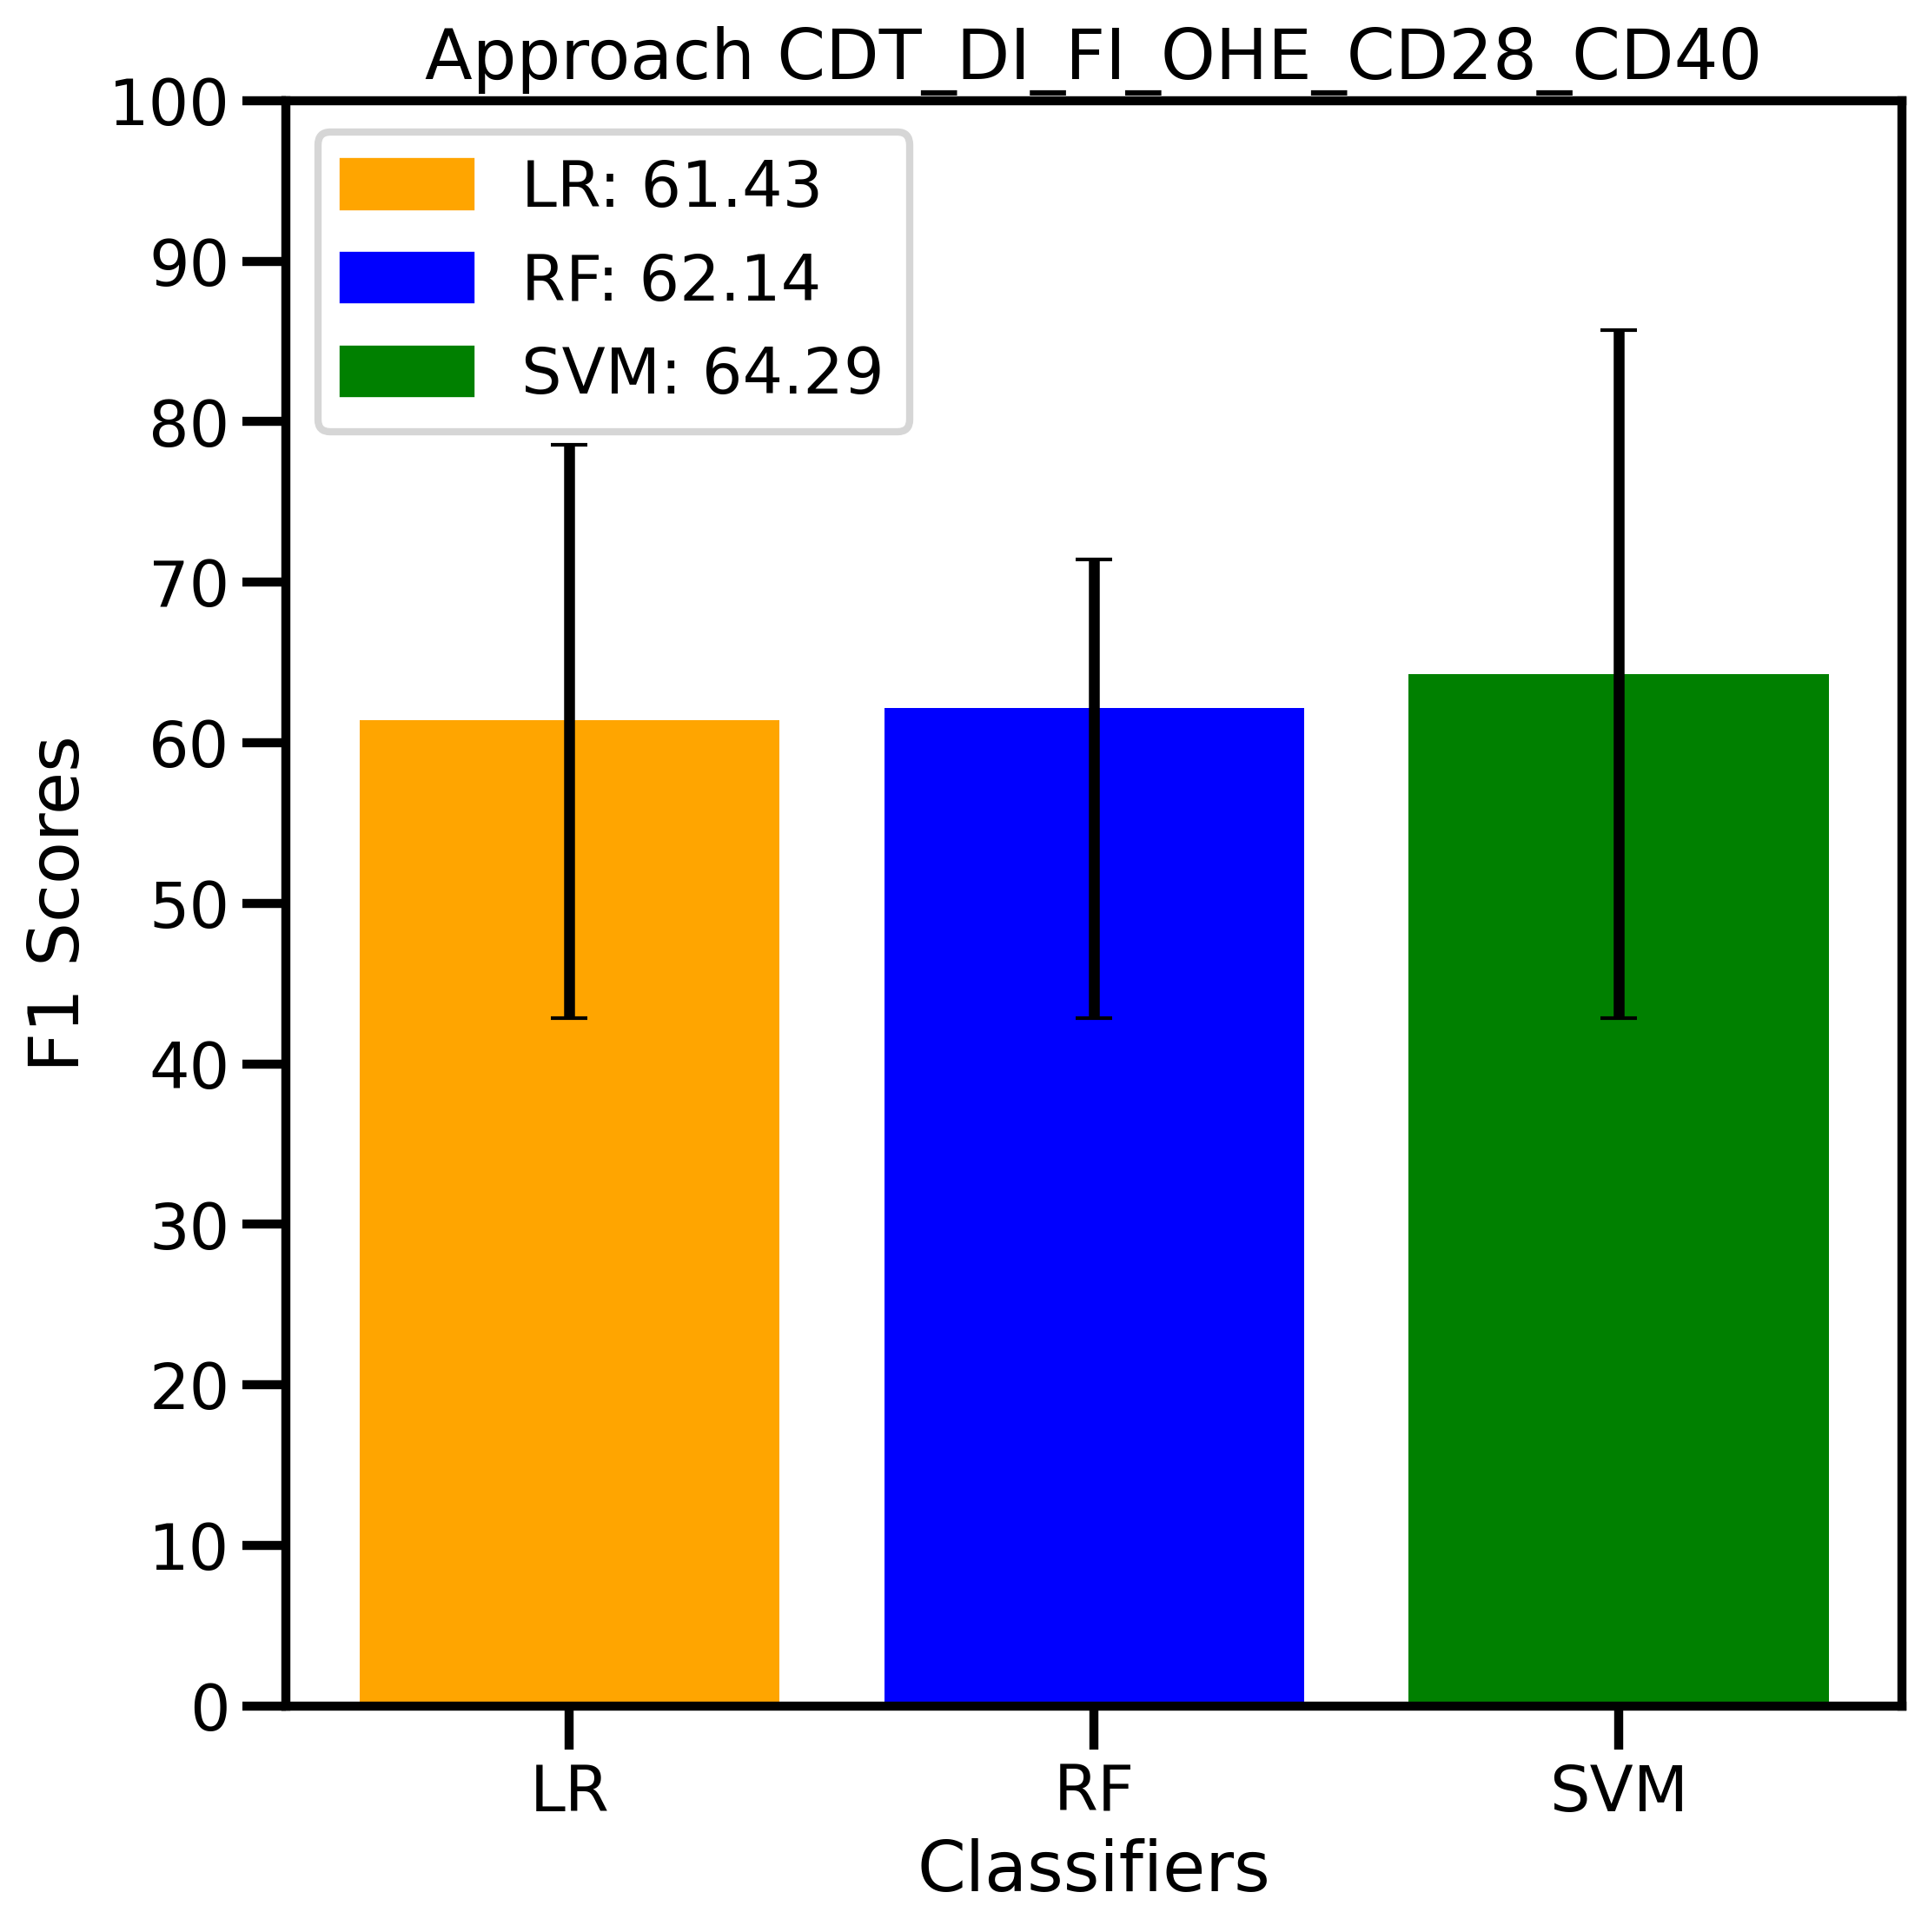 Approach CDT_DI_FI_OHE_CD28_CD40
LR: 61.43
RF: 62.14
SVM: 64.29
F1 Scores
100
90
80
70
60
50
40
30
20
10
0
LR RF SVM
Classifiers